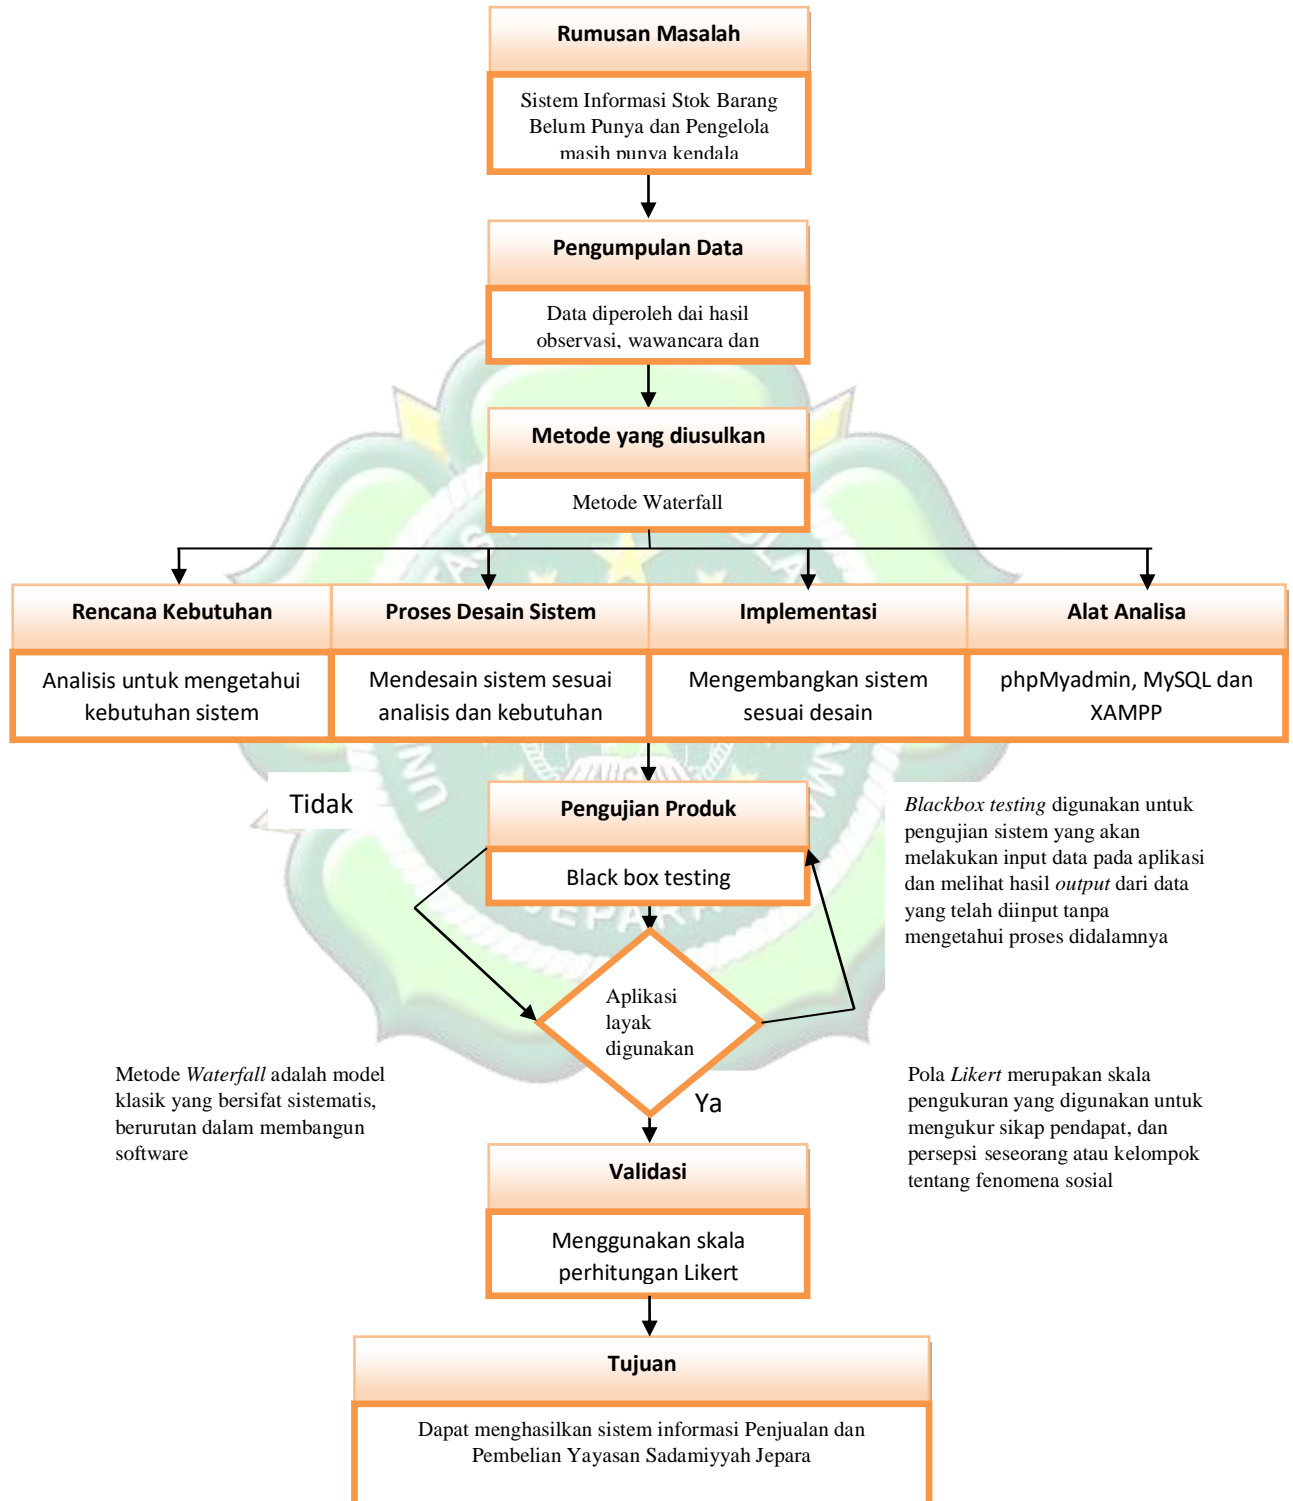 Rumusan Masalah
Sistem Informasi Stok Barang
Belum Punya dan Pengelola
masih punya kendala
Pengumpulan Data
Data diperoleh dai hasil
observasi, wawancara dan
Metode yang diusulkan
Metode Waterfall
Rencana Kebutuhan
Analisis untuk mengetahui
kebutuhan sistem
Proses Desain Sistem
Mendesain sistem sesuai
analisis dan kebutuhan
Implementasi
Mengembangkan sistem
sesuai desain
Alat Analisa
phpMyadmin, MySQL dan
XAMPP
Tidak
Pengujian Produk
Black box testing
Blackbox testing digunakan untuk
pengujian sistem yang akan
melakukan input data pada aplikasi
dan melihat hasil output dari data
yang telah diinput tanpa
mengetahui proses didalamnya
JEPARA
Aplikasi
layak
digunakan
Metode Waterfall adalah model
klasik yang bersifat sistematis,
berurutan dalam membangun
software
Ya
Pola Likert merupakan skala
pengukuran yang digunakan untuk
mengukur sikap pendapat, dan
persepsi seseorang atau kelompok
tentang fenomena sosial
Validasi
Menggunakan skala
perhitungan Likert
Tujuan
Dapat menghasilkan sistem informasi Penjualan dan
Pembelian Yayasan Sadamiyyah Jepara